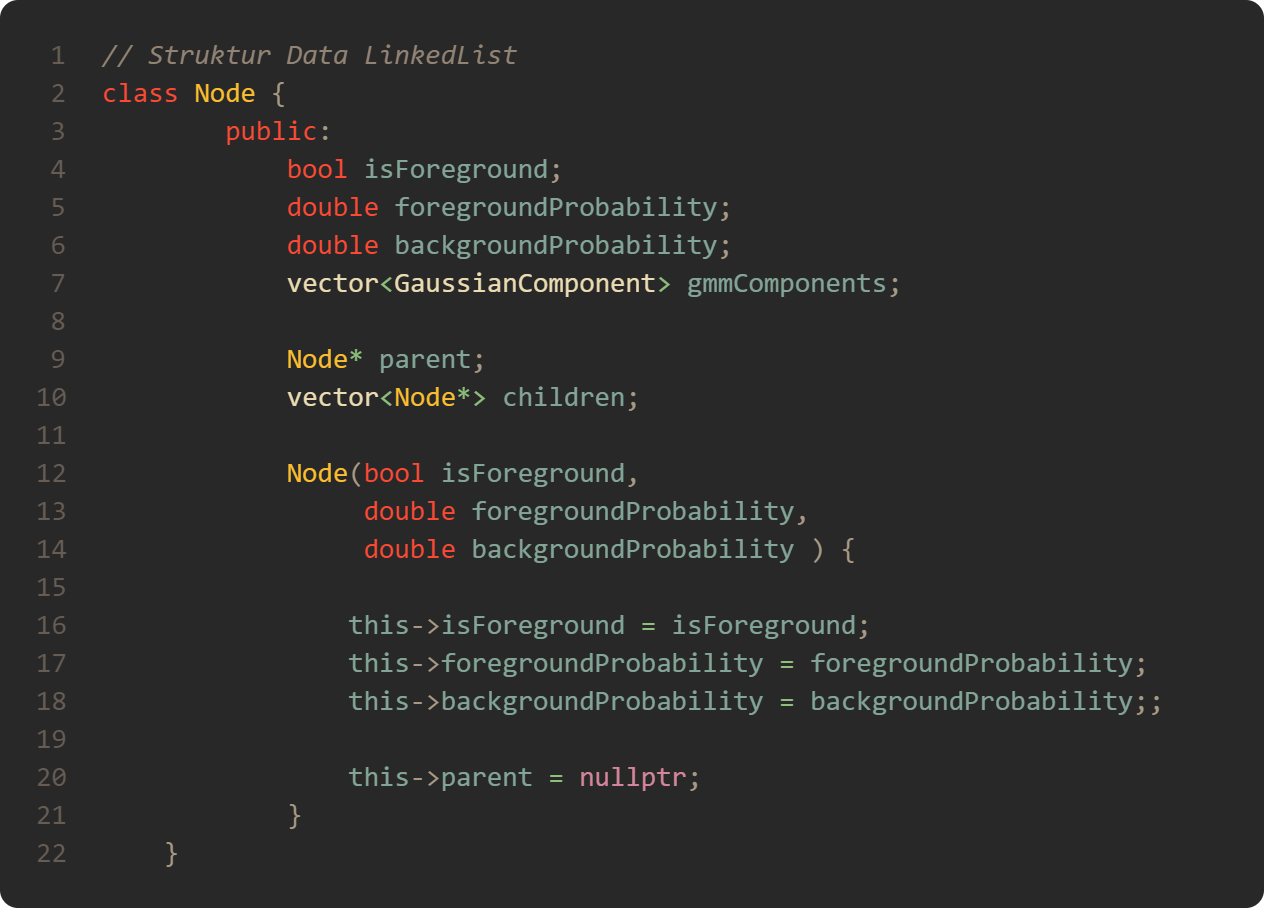 1 // Struktur Data LinkedList
2 class Node {
3 public:
4 bool isForeground;
5 double foregroundProbability;
6 double backgroundProbability;
7 vector<GaussianComponent> gmmComponents;
8
9 Node* parent;
10 vector<Node*> children;
11
12 Node(bool isForeground,
13 double foregroundProbability,
14 double backgroundProbability ) {
15
16 this->isForeground = isForeground;
17 this->foregroundProbability = foregroundProbability;
18 this->backgroundProbability = backgroundProbability;;
19
20 this->parent = nullptr;
21 }
22 }